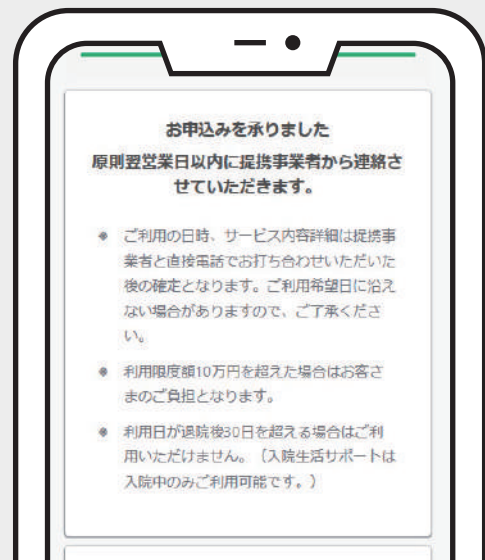 お申込みを承りました
原則翌営業日以内に提携事業者から連絡さ
せていただきます。
ご利用の日時、サービス内容詳細は提携事
業者と直接電話でお打ち合わせいただいた
後の確定となります。ご利用希望日に沿え
ない場合がありますので、ご了承くださ
い。
利用限度額10万円を超えた場合はお客さ
まのご負担となります。
利用日が退院後30日を超える場合はご利
用いただけません。（入院生活サポートは
入院中のみご利用可能です。）